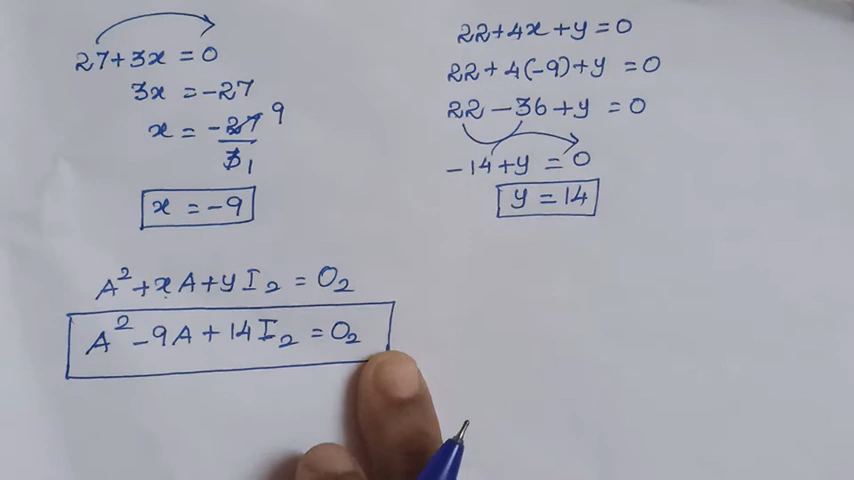 27+3x = 0
3x = -27
x = -27/3 9 1
x = -9
22+4x+y=0
22+4(-9)+y = 0
22-36+y = 0
-14+y = 0
y = 14
A²+xA+yI₂ = O₂
A²-9A+14I₂ = O₂